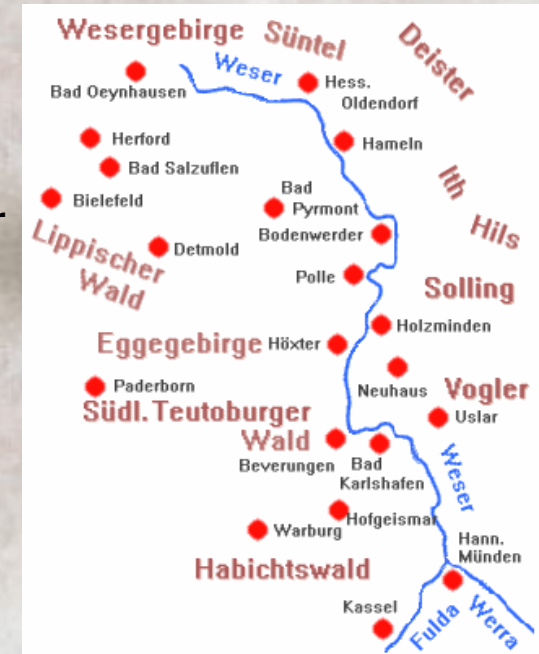 Wesergebirge
Süntel
Deister
Weser
Bad Oeynhausen
Hess.
Oldendorf
Herford
Hameln
Bad Salzuflen
Ith
Bielefeld
Bad
Pyrmont
Hils
Bodenwerder
Lippischer
Wald
Detmold
Polle
Solling
Holzminden
Eggegebirge
Höxter
Neuhaus
Vogler
Paderborn
Südl. Teutoburger
Wald
Uslar
Beverungen
Bad
Karlshafen
Weser
Hofgeismar
Warburg
Hann.
Münden
Habichtswald
Kassel
Fulda
Werra